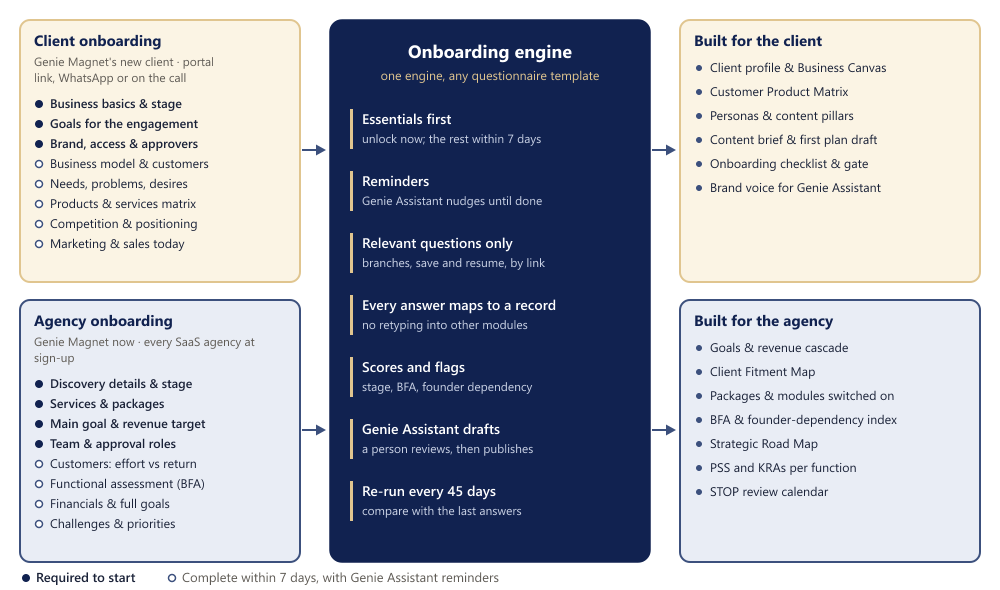 Client onboarding
Genie Magnet's new client · portal
link, WhatsApp or on the call
Business basics & stage
Goals for the engagement
Brand, access & approvers
Business model & customers
Needs, problems, desires
Products & services matrix
Competition & positioning
Marketing & sales today
Agency onboarding
Genie Magnet now · every SaaS agency at
sign-up
Discovery details & stage
Services & packages
Main goal & revenue target
Team & approval roles
Customers: effort vs return
Functional assessment (BFA)
Financials & full goals
Challenges & priorities
Onboarding engine
one engine, any questionnaire template
Essentials first
unlock now; the rest within 7 days
Reminders
Genie Assistant nudges until done
Relevant questions only
branches, save and resume, by link
Every answer maps to a record
no retyping into other modules
Scores and flags
stage, BFA, founder dependency
Genie Assistant drafts
a person reviews, then publishes
Re-run every 45 days
compare with the last answers
Built for the client
Client profile & Business Canvas
Customer Product Matrix
Personas & content pillars
Content brief & first plan draft
Onboarding checklist & gate
Brand voice for Genie Assistant
Built for the agency
Goals & revenue cascade
Client Fitment Map
Packages & modules switched on
BFA & founder-dependency index
Strategic Road Map
PSS and KRAs per function
STOP review calendar
Required to start
Complete within 7 days, with Genie Assistant reminders